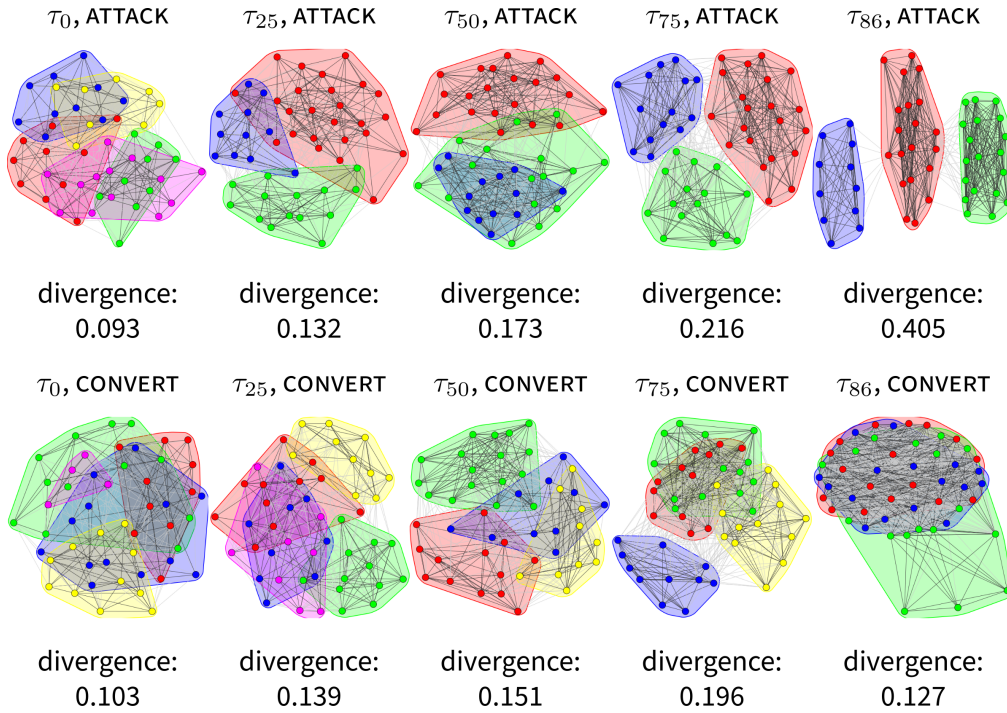 τ0, ATTACK
τ25, ATTACK
τ50, ATTACK
τ75, ATTACK
τ86, ATTACK
divergence:
0.093
divergence:
0.132
divergence:
0.173
divergence:
0.216
divergence:
0.405
τ0, CONVERT
τ25, CONVERT
τ50, CONVERT
τ75, CONVERT
τ86, CONVERT
divergence:
0.103
divergence:
0.139
divergence:
0.151
divergence:
0.196
divergence:
0.127